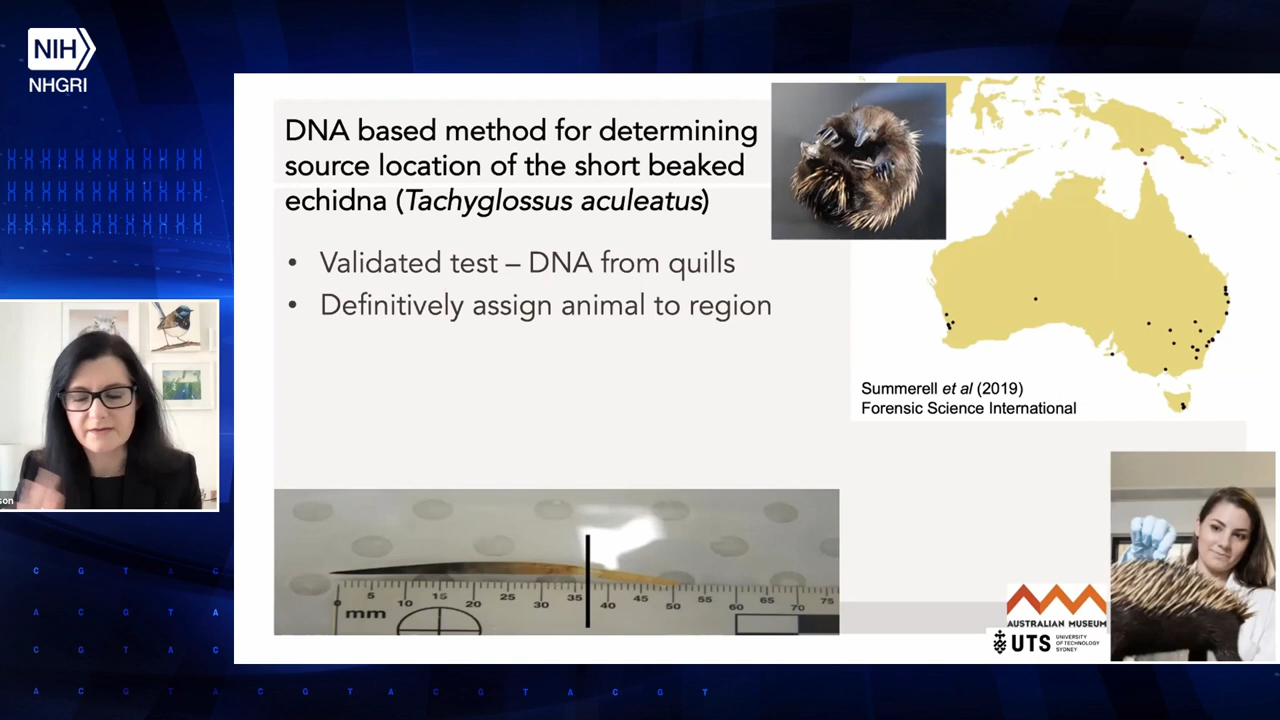 NIH
NHGRI
DNA based method for determining
source location of the short beaked
echidna (Tachyglossus aculeatus)
• Validated test – DNA from quills
• Definitively assign animal to region
Summerell et al (2019)
Forensic Science International
son
mm
5 10 15 20 25 30 35 40 45 50 60 65 70 75
AUSTRALIAN MUSEUM
UTS
UNIVERSITY
OF TECHNOLOGY
SYDNEY
C G T A C
A C G T A
C G T A C
A C G T A C G T A C G T A C G T